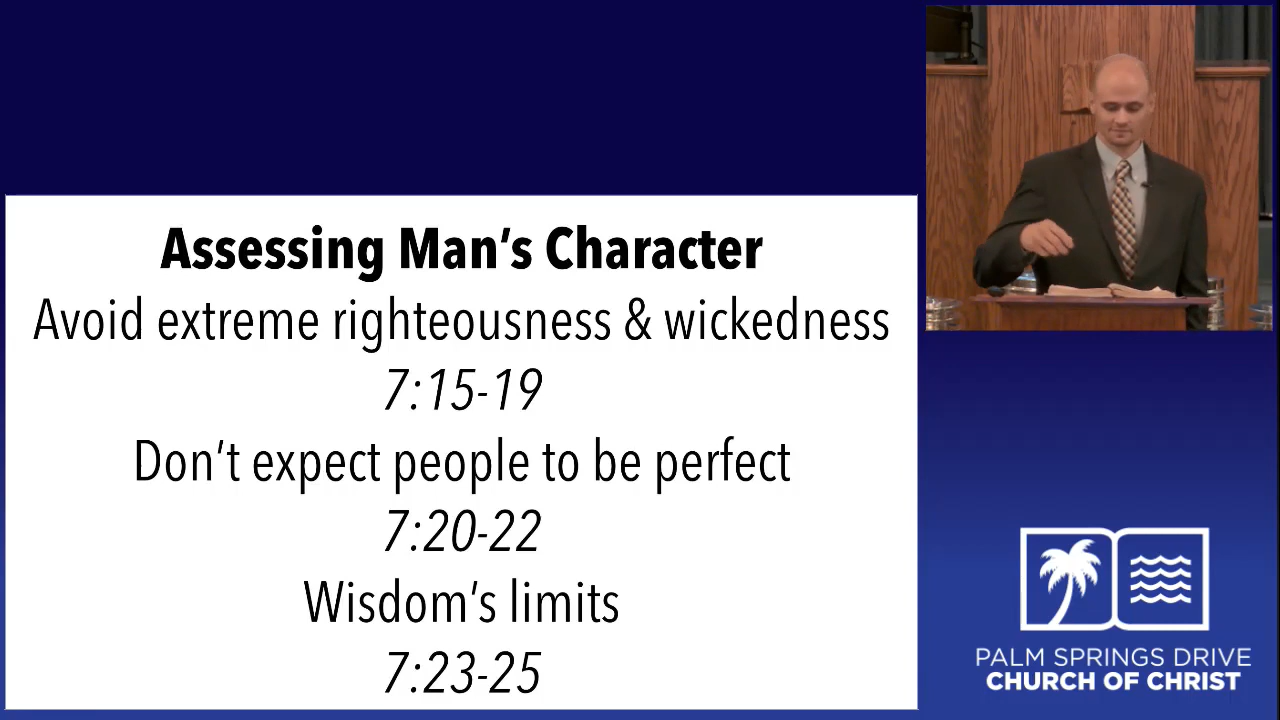 Assessing Man’s Character
Avoid extreme righteousness & wickedness
7:15-19
Don’t expect people to be perfect
7:20-22
Wisdom’s limits
7:23-25
PALM SPRINGS DRIVE
CHURCH OF CHRIST